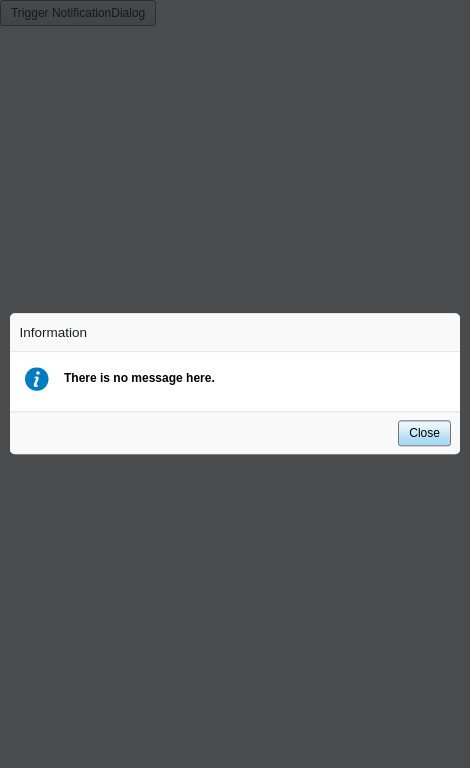 Trigger NotificationDialog
Information
There is no message here.
Close